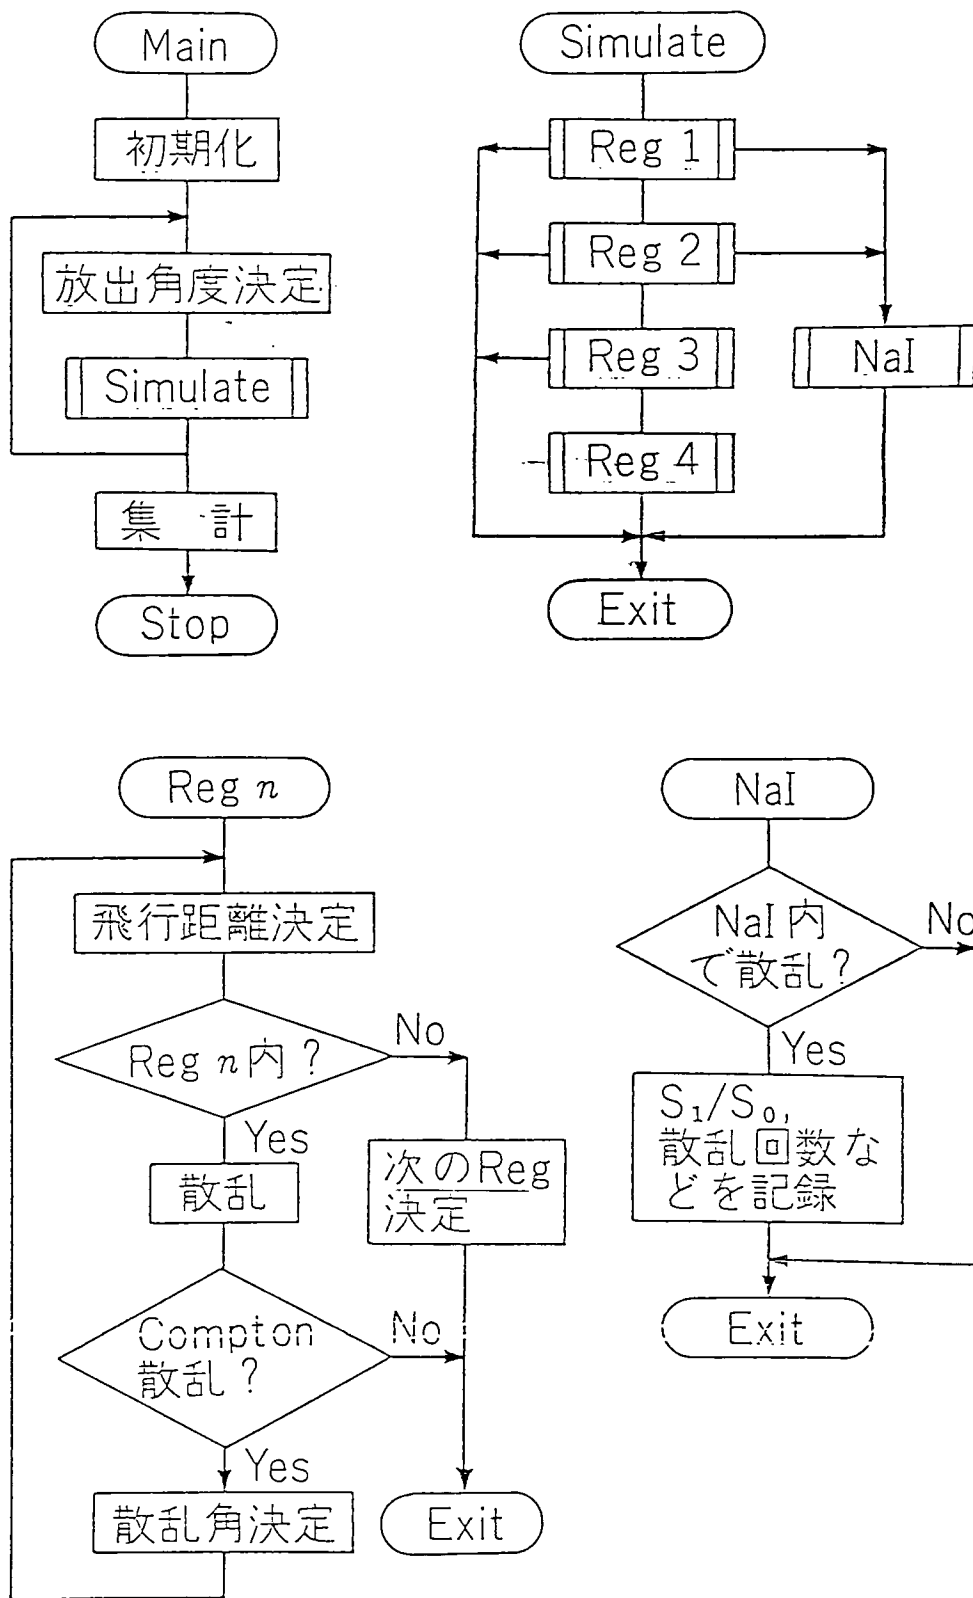 Main
初期化
放出角度決定
Simulate
集 計
Stop
Simulate
Reg 1
Reg 2
Reg 3
Reg 4
NaI
Exit
Reg n
飛行距離決定
Reg n内?
No
Yes
散乱
次のReg
決定
Compton
散乱?
No
Yes
散乱角決定
Exit
NaI
NaI内
で散乱?
No
Yes
S₁/S₀,
散乱回数な
どを記録
Exit